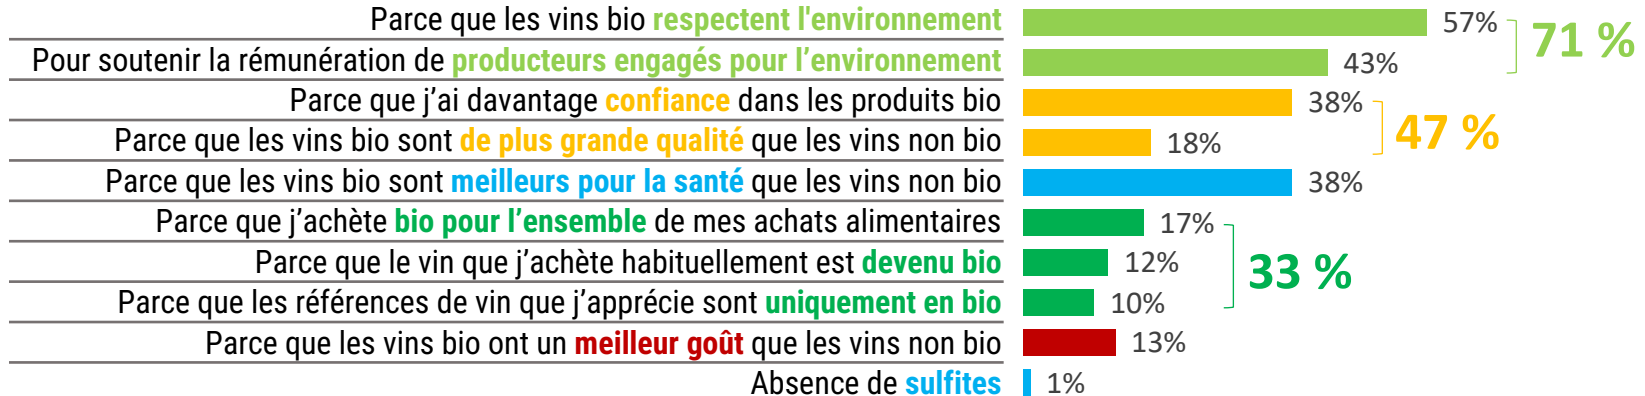 Parce que les vins bio respectent l'environnement 57%
Pour soutenir la rémunération de producteurs engagés pour l’environnement 43%
71 %
Parce que j’ai davantage confiance dans les produits bio 38%
Parce que les vins bio sont de plus grande qualité que les vins non bio 18%
47 %
Parce que les vins bio sont meilleurs pour la santé que les vins non bio 38%
Parce que j’achète bio pour l’ensemble de mes achats alimentaires 17%
Parce que le vin que j’achète habituellement est devenu bio 12%
Parce que les références de vin que j’apprécie sont uniquement en bio 10%
33 %
Parce que les vins bio ont un meilleur goût que les vins non bio 13%
Absence de sulfites 1%